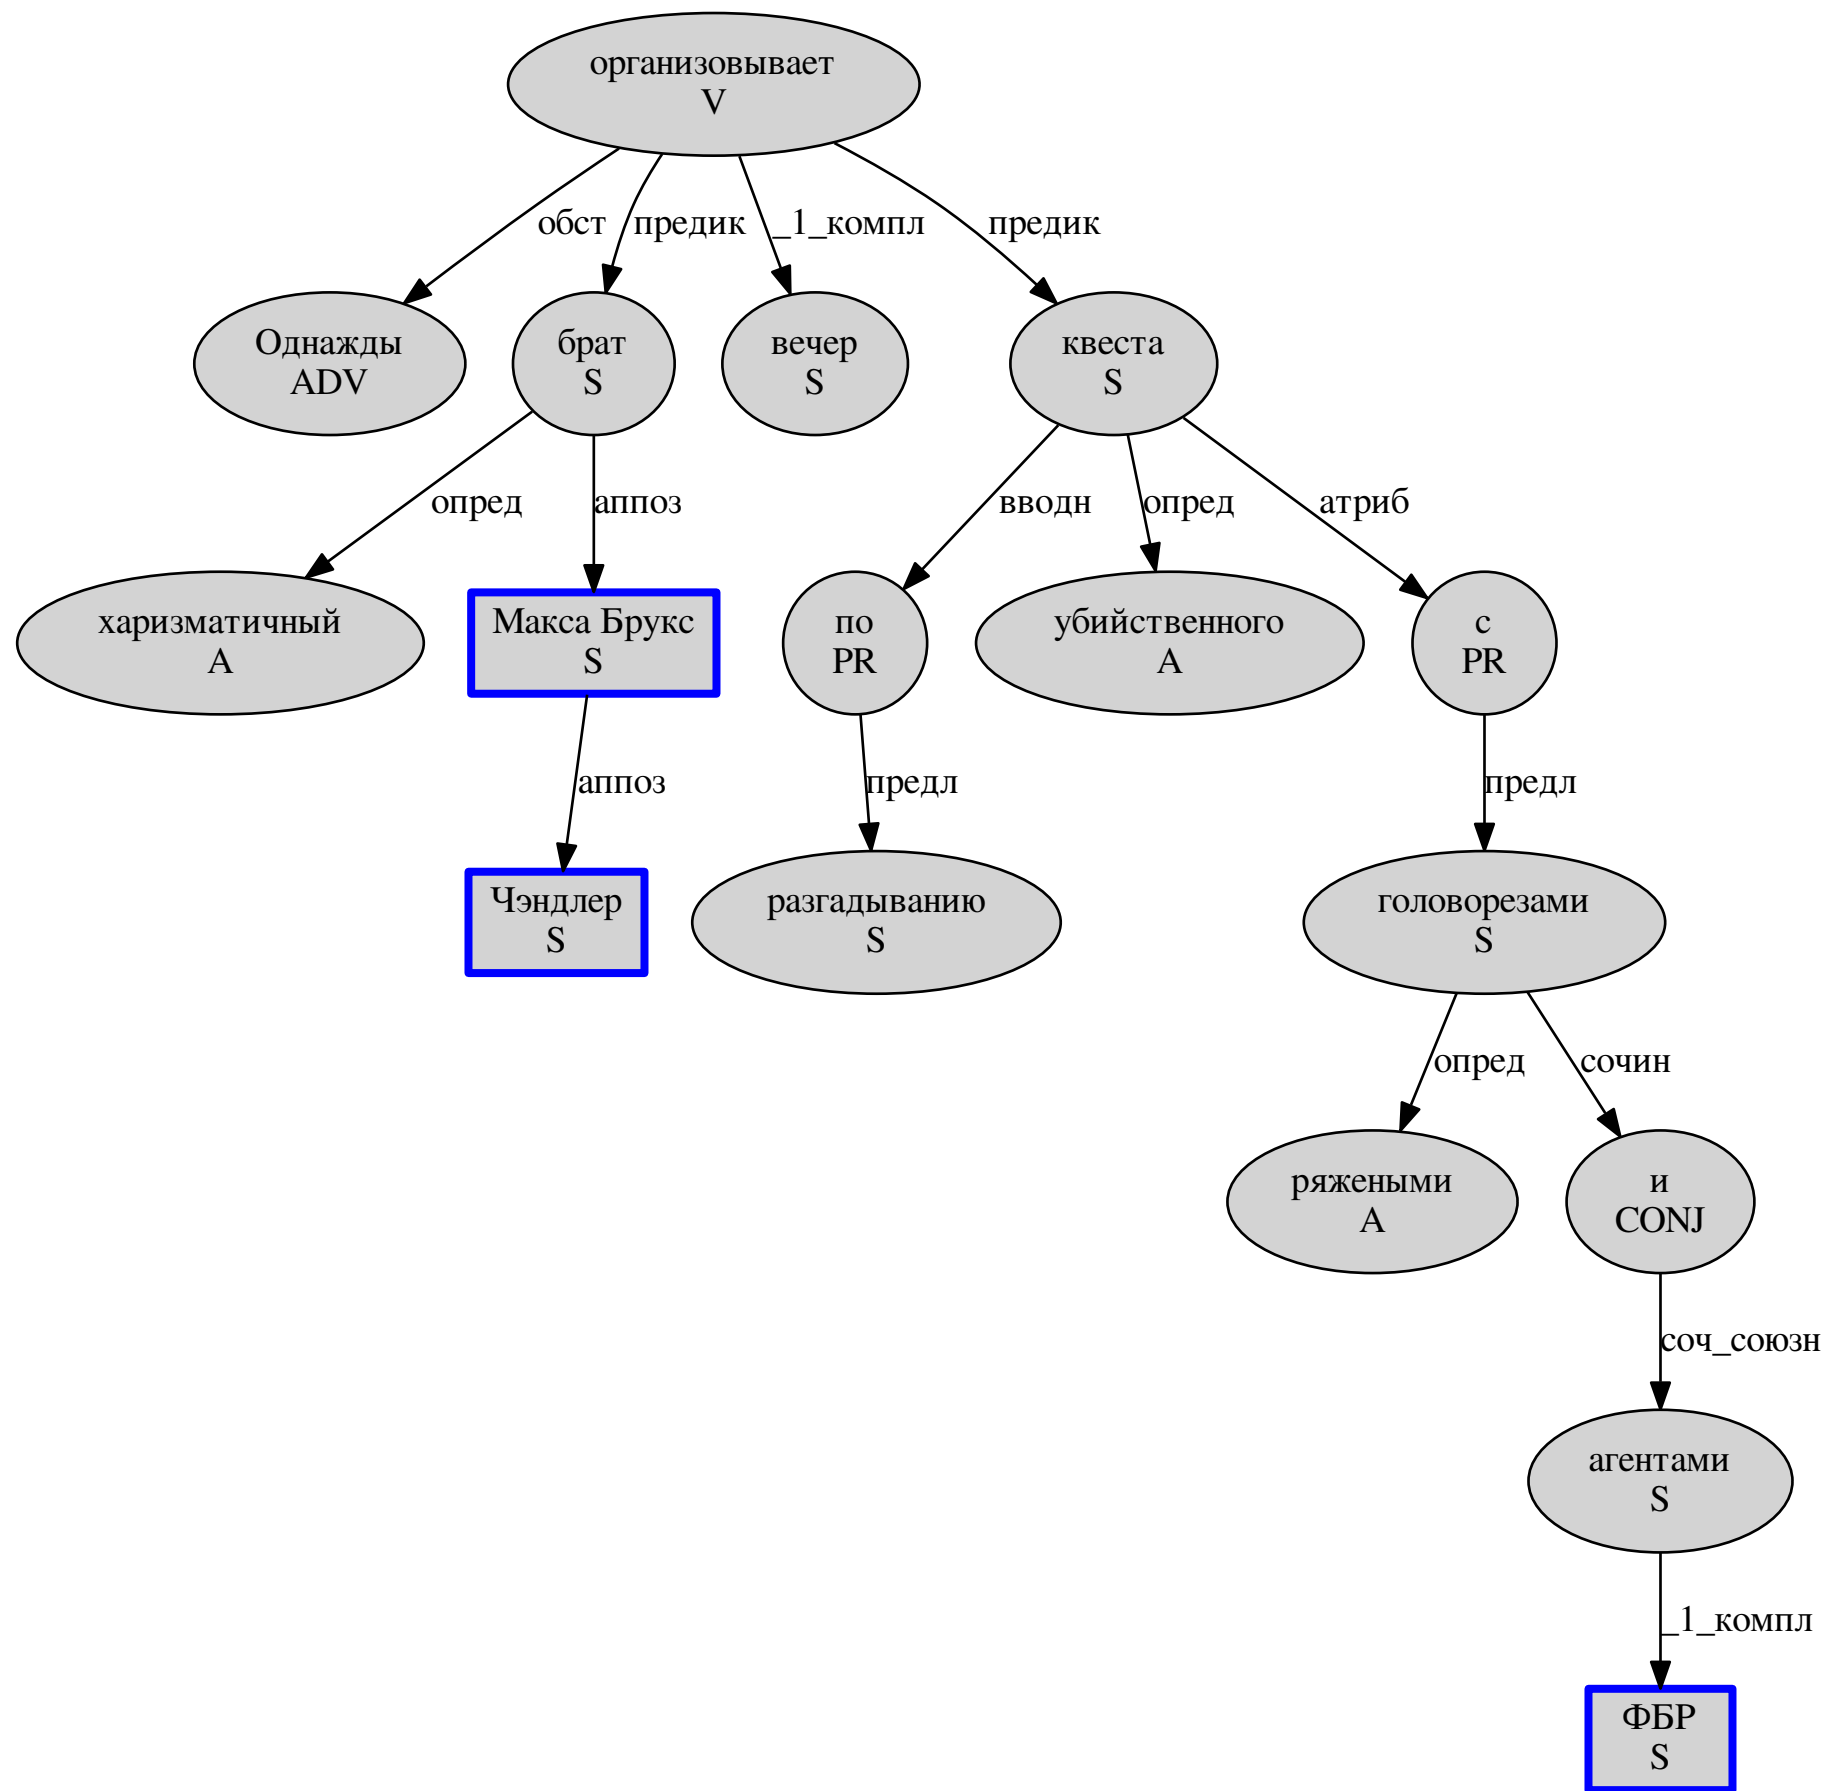 организовывает
V
обст
предик
_1_компл
предик
Однажды
ADV
брат
S
вечер
S
квеста
S
опред
аппоз
вводн
опред
атриб
харизматичный
A
Макса Брукс
S
по
PR
убийственного
A
с
PR
аппоз
предл
предл
Чэндлер
S
разгадыванию
S
головорезами
S
опред
сочин
ряжеными
A
и
CONJ
соч_союзн
агентами
S
_1_компл
ФБР
S